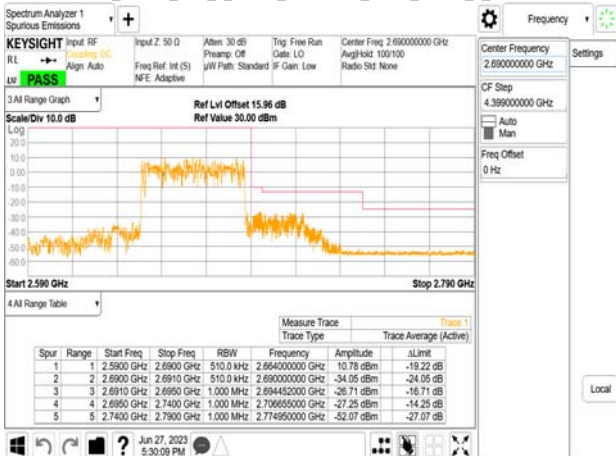 Spectrum Analyzer 1
Spurious Emissions
Frequency
KEYSIGHT Input: RF Input Z: 50 Ω Atten: 30 dB Trig: Free Run Center Freq: 2.690000000 GHz
RL Coupling: DC Preamp: Off Gate: LO Avg|Hold: 100/100
Align: Auto Freq Ref: Int (S) µW Path: Standard IF Gain: Low Radio Std: None
NFE: Adaptive
LV PASS
3 All Range Graph
Ref Lvl Offset 15.96 dB
Scale/Div 10.0 dB Ref Value 30.00 dBm
Log
20.0
10.0
0.00
-10.0
-20.0
-30.0
-40.0
-50.0
-60.0
Start 2.590 GHz Stop 2.790 GHz
4 All Range Table
Measure Trace Trace 1
Trace Type Trace Average (Active)
Spur Range Start Freq Stop Freq RBW Frequency Amplitude ΔLimit
1 1 2.5900 GHz 2.6900 GHz 510.0 kHz 2.664000000 GHz 10.78 dBm -19.22 dB
2 2 2.6900 GHz 2.6910 GHz 510.0 kHz 2.690000000 GHz -34.05 dBm -24.05 dB
3 3 2.6910 GHz 2.6950 GHz 1.000 MHz 2.694452000 GHz -26.71 dBm -16.71 dB
4 4 2.6950 GHz 2.7400 GHz 1.000 MHz 2.706655000 GHz -27.25 dBm -14.25 dB
5 5 2.7400 GHz 2.7900 GHz 1.000 MHz 2.774950000 GHz -52.07 dBm -27.07 dB
Jun 27, 2023
5:30:09 PM
Center Frequency
2.690000000 GHz
Settings
CF Step
4.399000000 GHz
Auto
Man
Freq Offset
0 Hz
Local